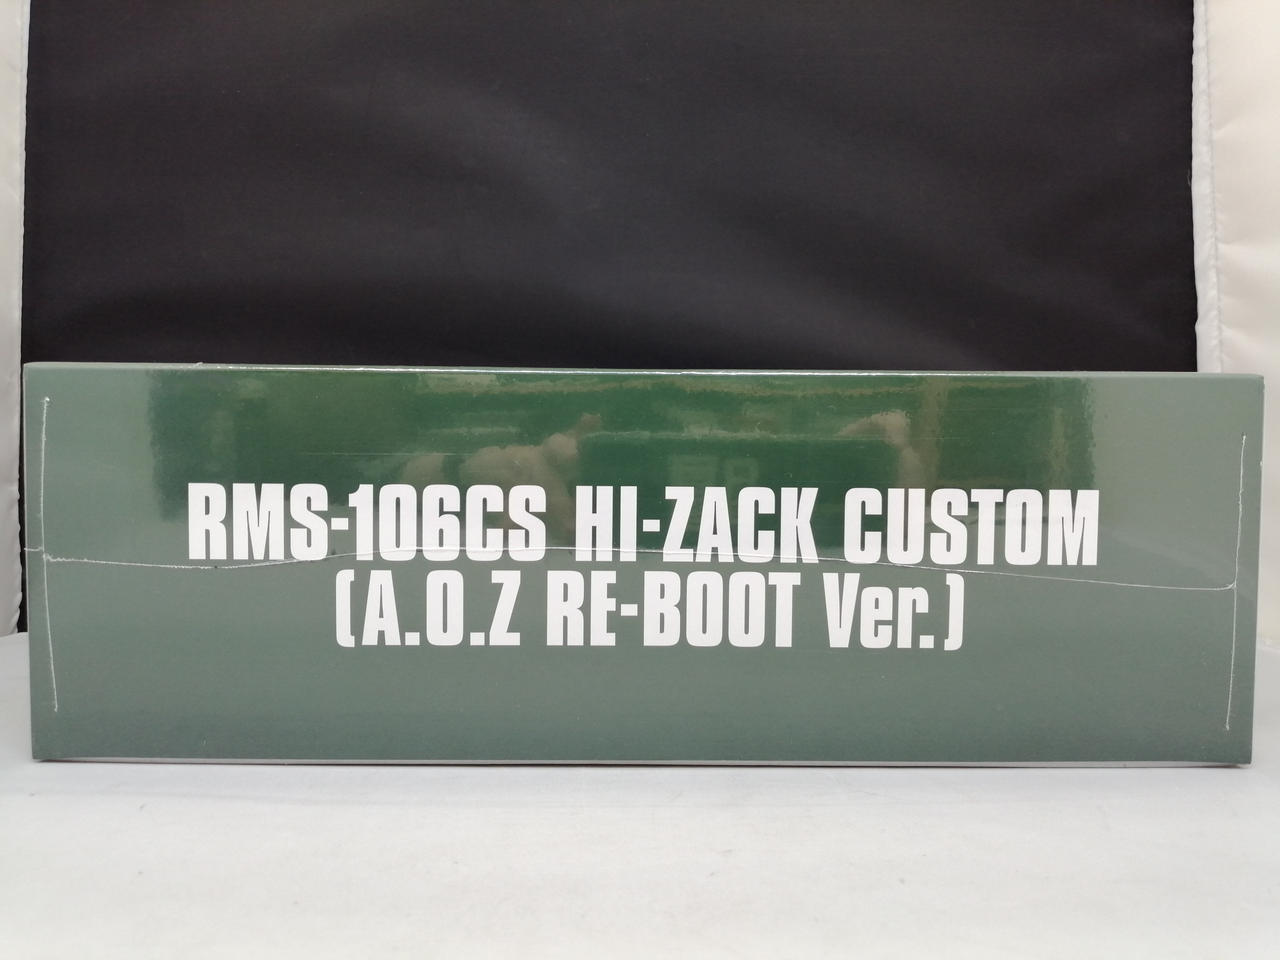 RMS-106CS HI-ZACK CUSTOM
(A.O.Z RE-BOOT Ver.)